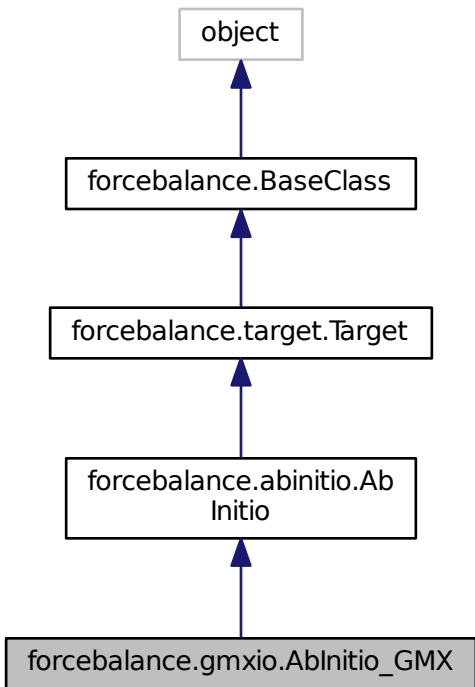 object
forcebalance.BaseClass
forcebalance.target.Target
forcebalance.abinitio.Ab
Initio
forcebalance.gmxio.AbInitio_GMX